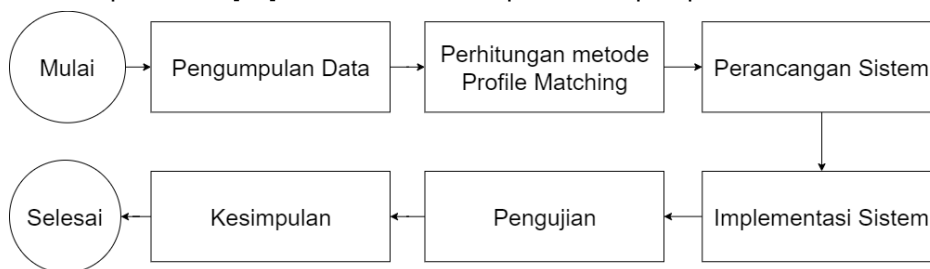 Mulai
Pengumpulan Data
Perhitungan metode
Profile Matching
Perancangan Sistem
Implementasi Sistem
Pengujian
Kesimpulan
Selesai